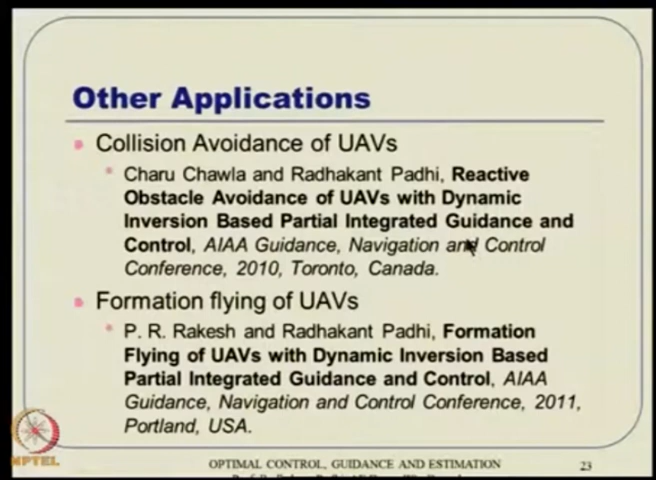 Other Applications
Collision Avoidance of UAVs
Charu Chawla and Radhakant Padhi, Reactive
Obstacle Avoidance of UAVs with Dynamic
Inversion Based Partial Integrated Guidance and
Control, AIAA Guidance, Navigation and Control
Conference, 2010, Toronto, Canada.
Formation flying of UAVs
P. R. Rakesh and Radhakant Padhi, Formation
Flying of UAVs with Dynamic Inversion Based
Partial Integrated Guidance and Control, AIAA
Guidance, Navigation and Control Conference, 2011,
Portland, USA.
NPTEL
OPTIMAL CONTROL, GUIDANCE AND ESTIMATION
23